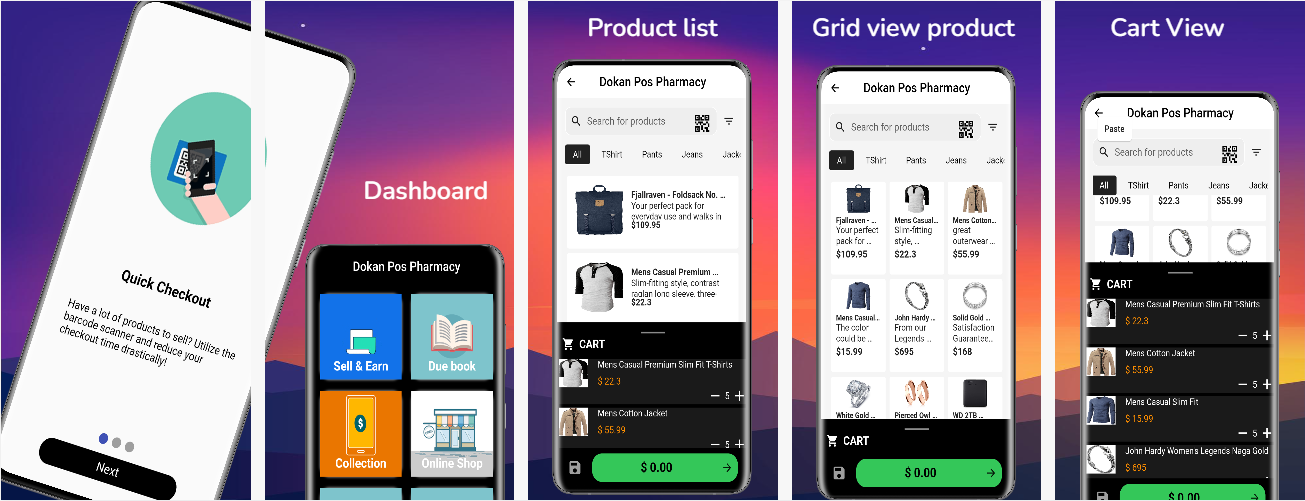 Quick Checkout
Have a lot of products to sell? Utilize the
barcode scanner and reduce your
checkout time drastically!
Next
Dashboard
Dokan Pos Pharmacy
Sell & Earn
Due book
Collection
Online Shop
Product list
Dokan Pos Pharmacy
Search for products
All TShirt Pants Jeans Jacke
Fjallraven - Foldsack No. ...
Your perfect pack for
everyday use and walks in
$109.95
Mens Casual Premium ...
Slim-fitting style, contrast
raglan long sleeve, three
$22.3
CART
Mens Casual Premium Slim Fit T-Shirts
$ 22.3
5
Mens Cotton Jacket
$ 55.99
5
$ 0.00
Grid view product
Dokan Pos Pharmacy
Search for products
All TShirt Pants Jeans Jacke
Fjallraven - ... Mens Casual... Mens Cotton...
Your perfect Slim-fitting great
pack for ... style, ... outerwear ...
$109.95 $22.3 $55.99
Mens Casual... John Hardy ... Solid Gold ...
The color From our Satisfaction
could be ... Legends ... Guarantee...
$15.99 $695 $168
White Gold ... Pierced Owl ... WD 2TB ...
CART
$ 0.00
Cart View
Dokan Pos Pharmacy
Paste
Search for products
All TShirt Pants Jeans Jacke
$109.95 $22.3 $55.99
CART
Mens Casual Premium Slim Fit T-Shirts
$ 22.3
5
Mens Cotton Jacket
$ 55.99
5
Mens Casual Slim Fit
$ 15.99
5
John Hardy Womens Legends Naga Gold
$ 695
5
$ 0.00